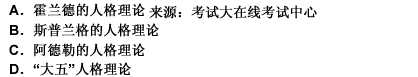 A．霍兰德的人格理论 来源：考试大在线考试中心
B．斯普兰格的人格理论
C．阿德勒的人格理论
D．“大五”人格理论